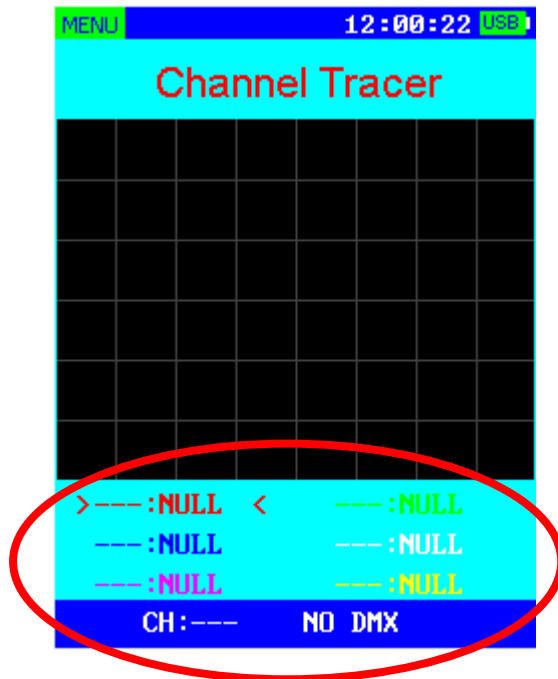 MENU 12:00:22 USB
Channel Tracer
>---:NULL < ---:NULL
---:NULL ---:NULL
---:NULL ---:NULL
CH:--- NO DMX